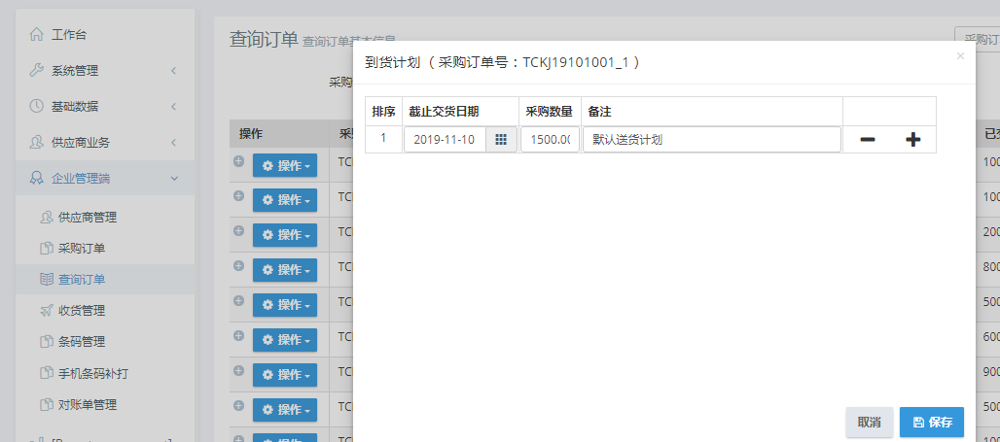 工作台
系统管理
基础数据
供应商业务
企业管理端
供应商管理
采购订单
查询订单
收货管理
条码管理
手机条码补打
对账单管理
查询订单 查询订单基本信息
采购订
采购
操作 采 已交
操作 TC 100
操作 TC 100
操作 TC 200
操作 TC 800
操作 TC 500
操作 TC 600
操作 TC 900
操作 TC 500
操作 TC 100
到货计划（ 采购订单号：TCKJ19101001_1 ）
×
排序 截止交货日期 采购数量 备注
1 2019-11-10 1500.00 默认送货计划
取消 保存